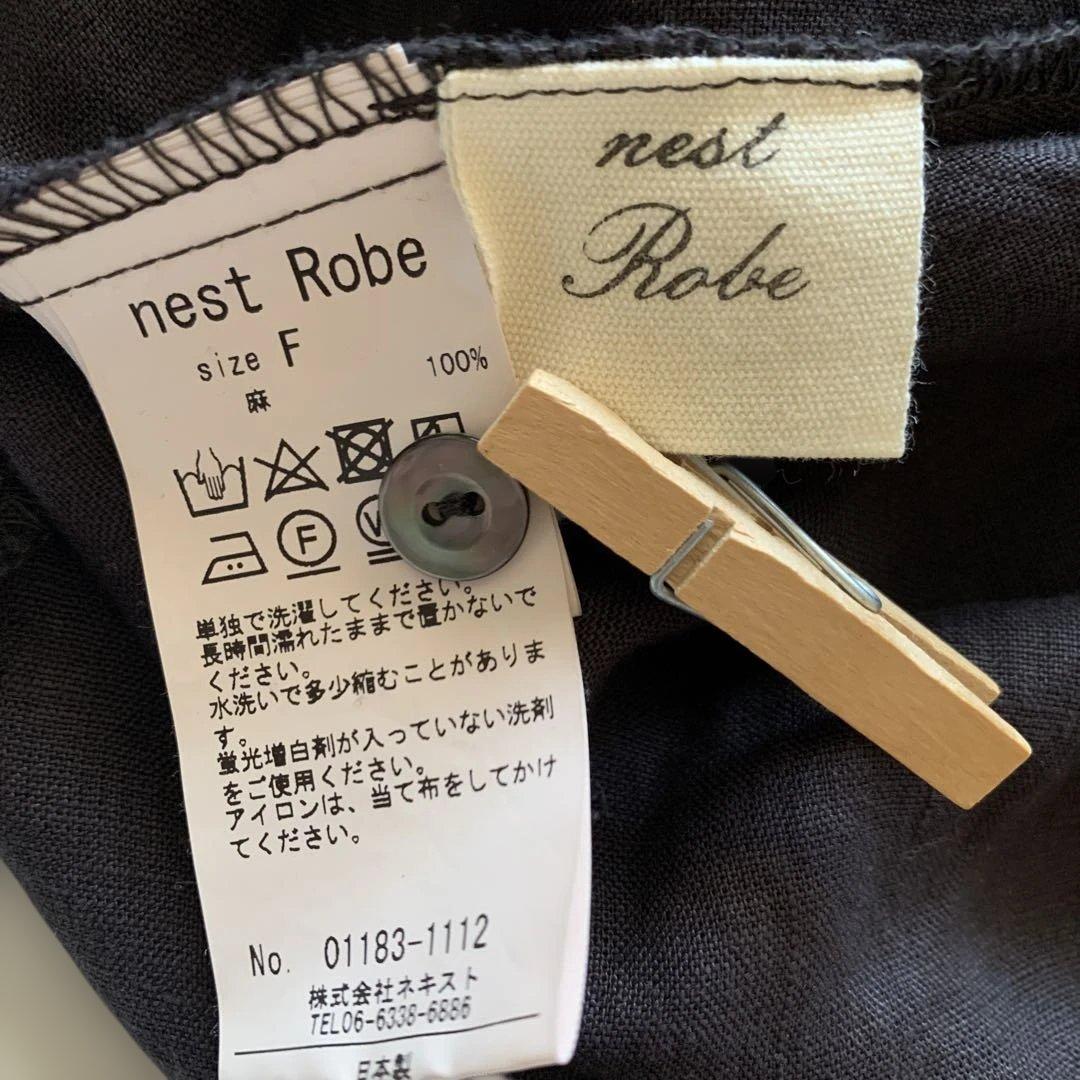 nest Robe
size F
麻 100%
F
W
単独で洗濯してください。
長時間濡れたままで置かないで
ください。
水洗いで多少縮むことがありま
す。
蛍光増白剤が入っていない洗剤
をご使用ください。
アイロンは、当て布をしてかけ
てください。
No. 01183-1112
株式会社ネキスト
TEL06-6338-6886
日本製
nest
Robe